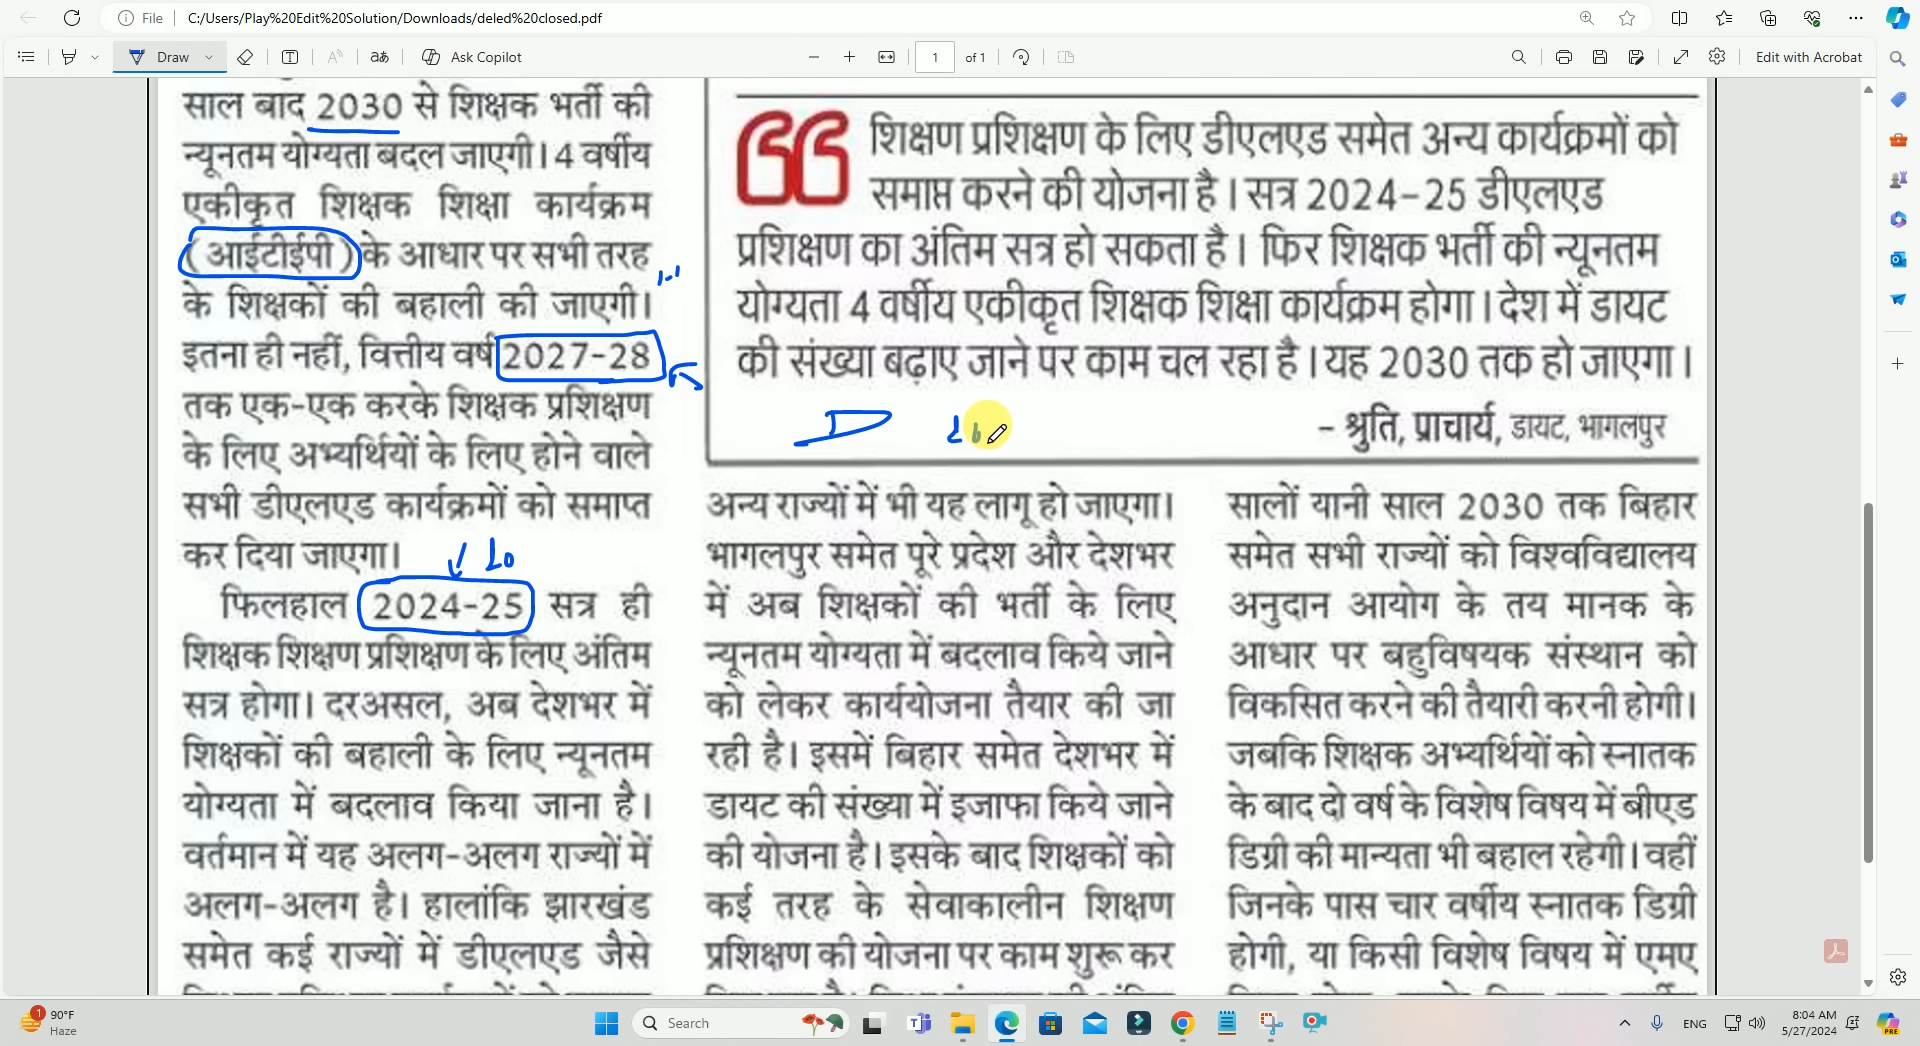 File
C:/Users/Play%20Edit%20Solution/Downloads/deled%20closed.pdf
Draw
aあ
Ask Copilot
1
of 1
Edit with Acrobat
साल बाद 2030 से शिक्षक भर्ती की
न्यूनतम योग्यता बदल जाएगी। 4 वर्षीय
एकीकृत शिक्षक शिक्षा कार्यक्रम
(आईटीईपी) के आधार पर सभी तरह
के शिक्षकों की बहाली की जाएगी।
इतना ही नहीं, वित्तीय वर्ष 2027-28
तक एक-एक करके शिक्षक प्रशिक्षण
के लिए अभ्यर्थियों के लिए होने वाले
सभी डीएलएड कार्यक्रमों को समाप्त
कर दिया जाएगा।
फिलहाल 2024-25 सत्र ही
शिक्षक शिक्षण प्रशिक्षण के लिए अंतिम
सत्र होगा। दरअसल, अब देशभर में
शिक्षकों की बहाली के लिए न्यूनतम
योग्यता में बदलाव किया जाना है।
वर्तमान में यह अलग-अलग राज्यों में
अलग-अलग है। हालांकि झारखंड
समेत कई राज्यों में डीएलएड जैसे
शिक्षण प्रशिक्षण के लिए डीएलएड समेत अन्य कार्यक्रमों को
समाप्त करने की योजना है। सत्र 2024-25 डीएलएड
प्रशिक्षण का अंतिम सत्र हो सकता है। फिर शिक्षक भर्ती की न्यूनतम
योग्यता 4 वर्षीय एकीकृत शिक्षक शिक्षा कार्यक्रम होगा। देश में डायट
की संख्या बढ़ाए जाने पर काम चल रहा है। यह 2030 तक हो जाएगा।
– श्रुति, प्राचार्य, डायट, भागलपुर
अन्य राज्यों में भी यह लागू हो जाएगा।
भागलपुर समेत पूरे प्रदेश और देशभर
में अब शिक्षकों की भर्ती के लिए
न्यूनतम योग्यता में बदलाव किये जाने
को लेकर कार्ययोजना तैयार की जा
रही है। इसमें बिहार समेत देशभर में
डायट की संख्या में इजाफा किये जाने
की योजना है। इसके बाद शिक्षकों को
कई तरह के सेवाकालीन शिक्षण
प्रशिक्षण की योजना पर काम शुरू कर
सालों यानी साल 2030 तक बिहार
समेत सभी राज्यों को विश्वविद्यालय
अनुदान आयोग के तय मानक के
आधार पर बहुविषयक संस्थान को
विकसित करने की तैयारी करनी होगी।
जबकि शिक्षक अभ्यर्थियों को स्नातक
के बाद दो वर्ष के विशेष विषय में बीएड
डिग्री की मान्यता भी बहाल रहेगी। वहीं
जिनके पास चार वर्षीय स्नातक डिग्री
होगी, या किसी विशेष विषय में एमए
1
90°F
Haze
Search
ENG
8:04 AM
5/27/2024
PRE